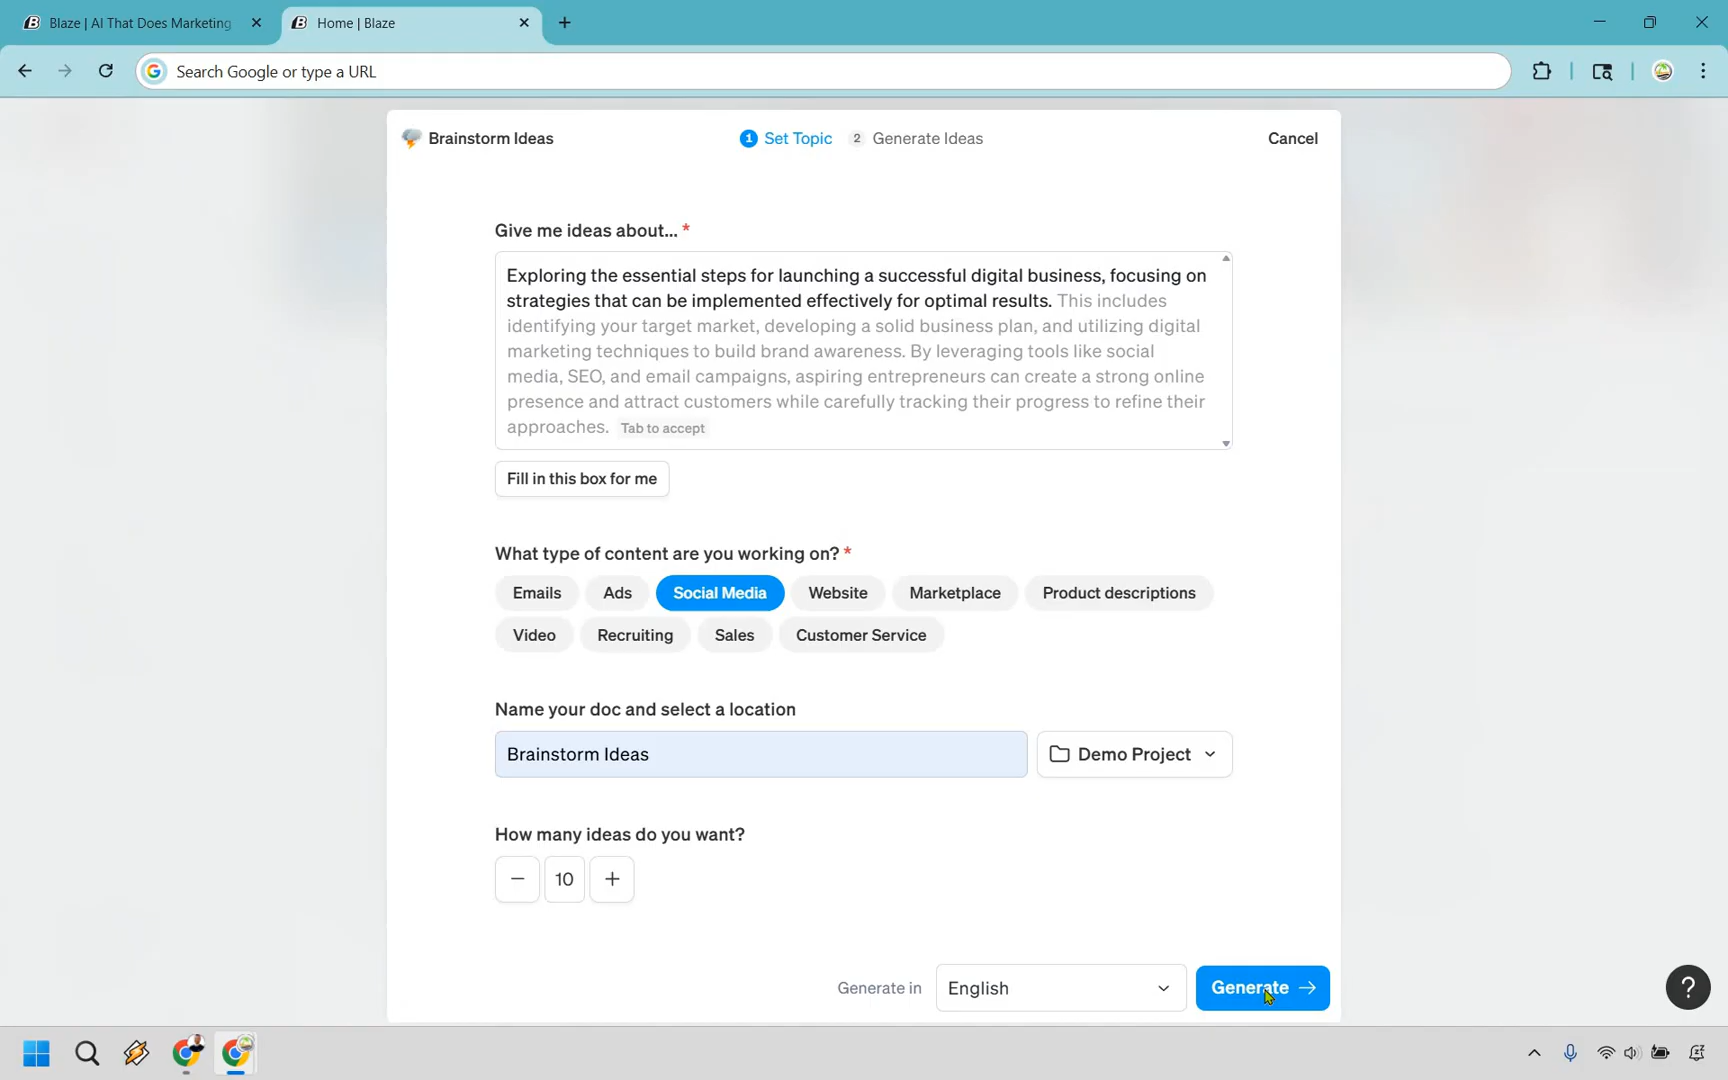 Blaze | AI That Does Marketing
Home | Blaze
Search Google or type a URL
Brainstorm Ideas
1 Set Topic 2 Generate Ideas
Cancel
Give me ideas about... *
Exploring the essential steps for launching a successful digital business, focusing on
strategies that can be implemented effectively for optimal results. This includes
identifying your target market, developing a solid business plan, and utilizing digital
marketing techniques to build brand awareness. By leveraging tools like social
media, SEO, and email campaigns, aspiring entrepreneurs can create a strong online
presence and attract customers while carefully tracking their progress to refine their
approaches. Tab to accept
Fill in this box for me
What type of content are you working on? *
Emails Ads Social Media Website Marketplace Product descriptions
Video Recruiting Sales Customer Service
Name your doc and select a location
Brainstorm Ideas
Demo Project
How many ideas do you want?
− 10 +
Generate in English Generate →
?